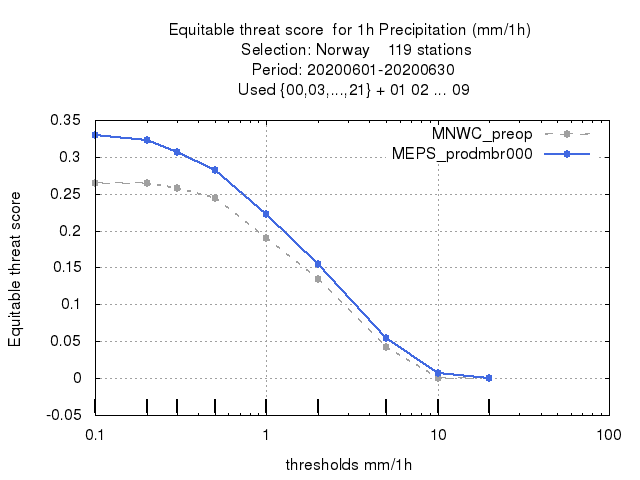 Equitable threat score  for 1h Precipitation (mm/1h)
Selection: Norway    119 stations
Period: 20200601-20200630
Used {00,03,...,21} + 01 02 ... 09
MNWC_preop
MEPS_prodmbr000
Equitable threat score
0.35
0.3
0.25
0.2
0.15
0.1
0.05
0
-0.05
0.1 1 10 100
thresholds mm/1h